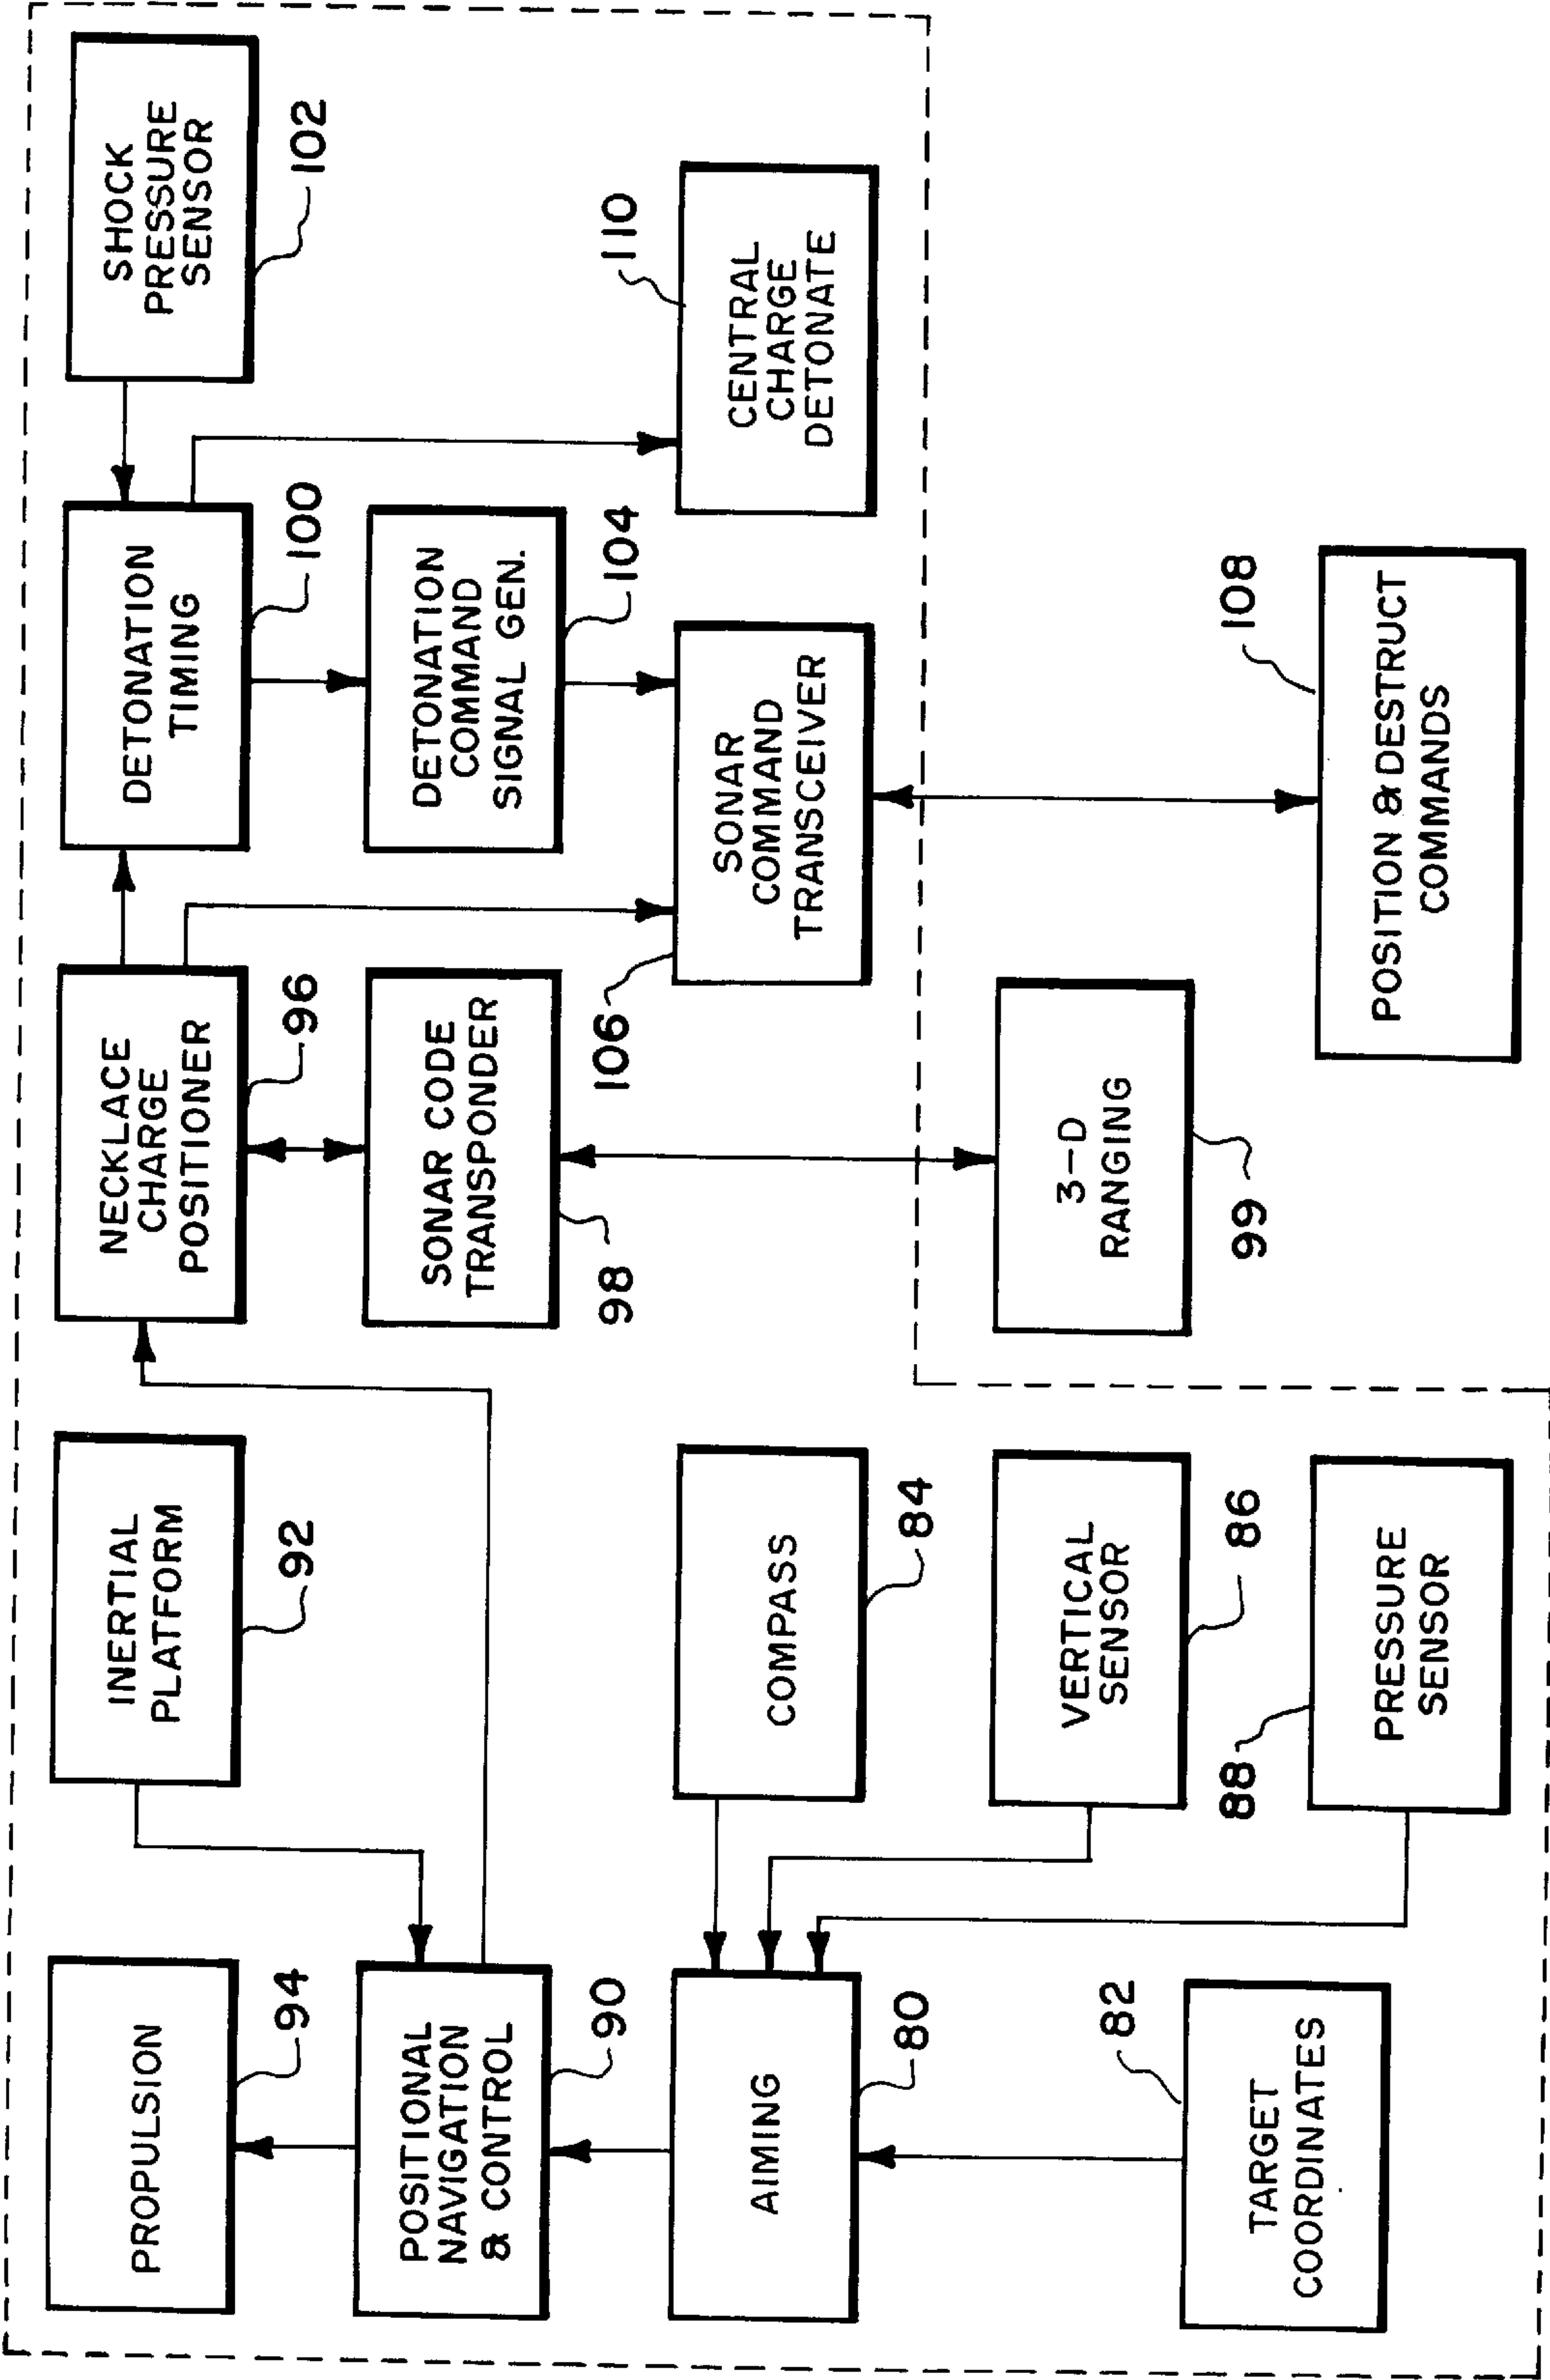 PROPULSION
94
INERTIAL
PLATFORM
92
NECKLACE
CHARGE
POSITIONER
96
DETONATION
TIMING
100
SHOCK
PRESSURE
SENSOR
102
POSITIONAL
NAVIGATION
& CONTROL
90
SONAR CODE
TRANSPONDER
98
DETONATION
COMMAND
SIGNAL GEN.
104
AIMING
80
COMPASS
84
SONAR
COMMAND
TRANSCEIVER
106
CENTRAL
CHARGE
DETONATE
110
VERTICAL
SENSOR
86
3-D
RANGING
99
TARGET
COORDINATES
82
PRESSURE
SENSOR
88
POSITION & DESTRUCT
COMMANDS
108